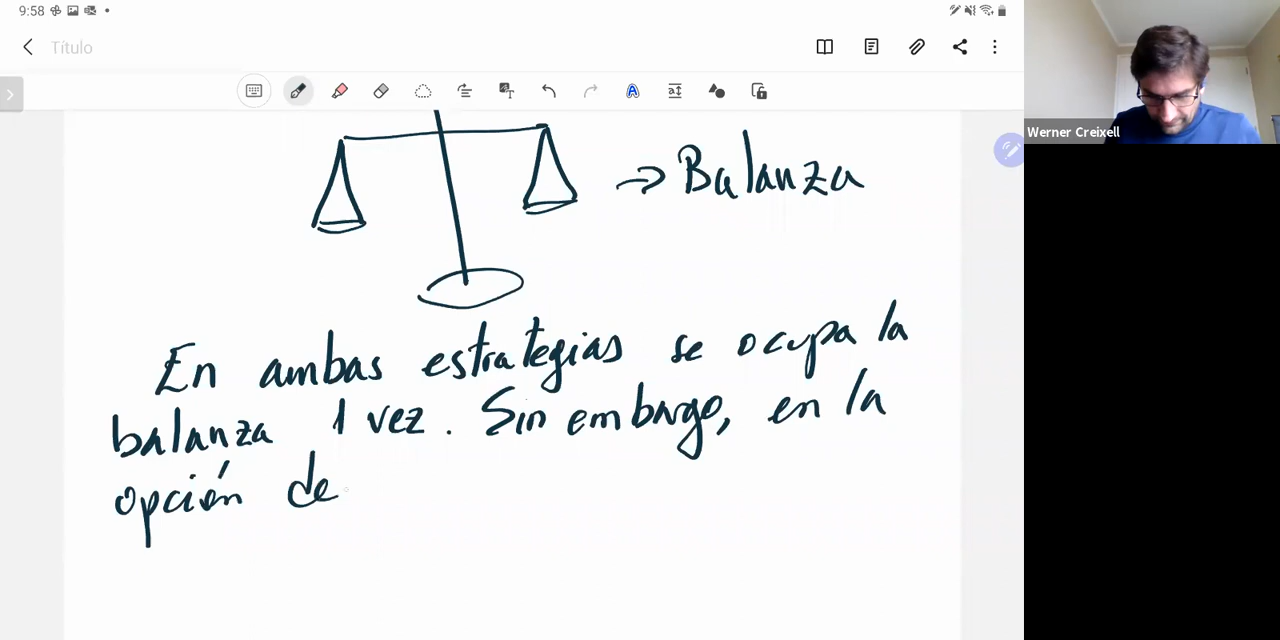 9:58
Título
Werner Creixell
→ Balanza
En ambas estrategias se ocupa la
balanza 1 vez. Sin embargo, en la
opción de